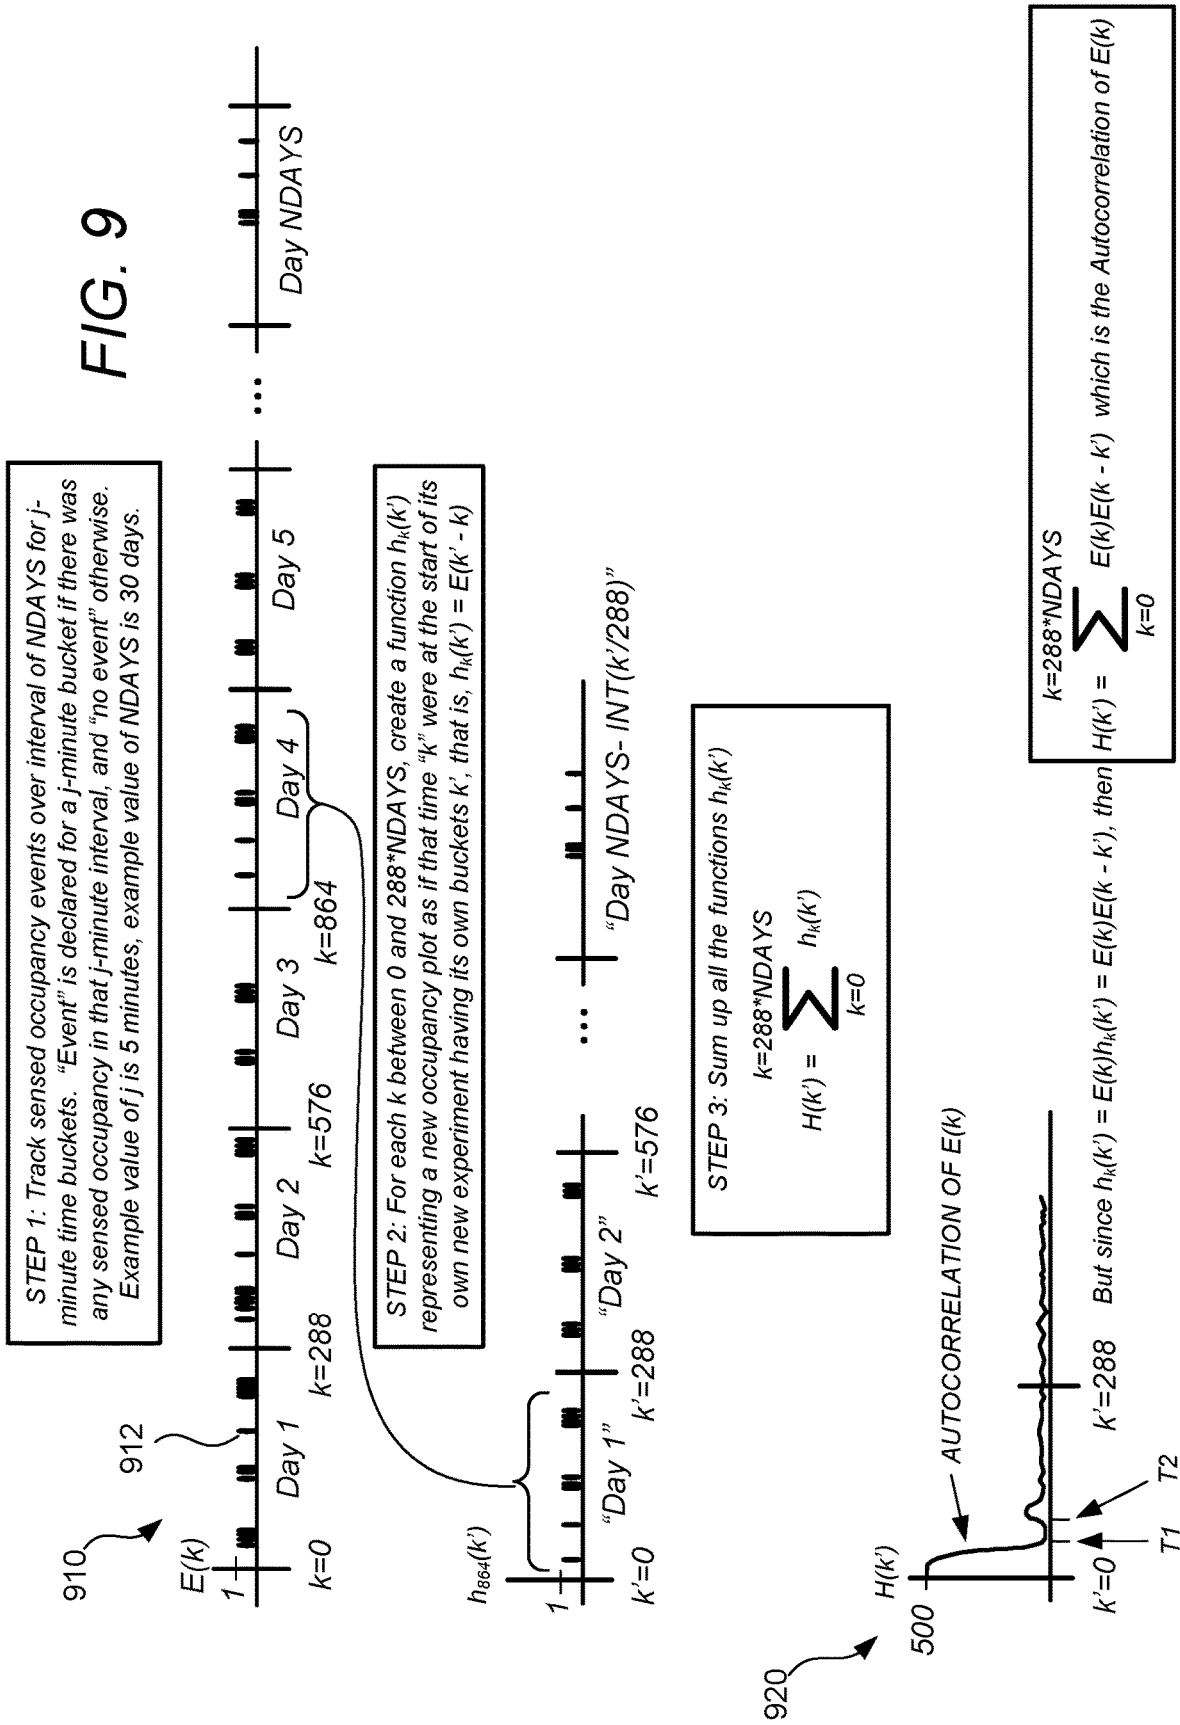 FIG. 9
STEP 1: Track sensed occupancy events over interval of NDAYS for j-
minute time buckets. “Event” is declared for a j-minute bucket if there was
any sensed occupancy in that j-minute interval, and “no event” otherwise.
Example value of j is 5 minutes, example value of NDAYS is 30 days.
910
912
E(k)
1
Day 1
Day 2
Day 3
Day 4
Day 5
...
Day NDAYS
k=0
k=288
k=576
k=864
STEP 2: For each k between 0 and 288*NDAYS, create a function hk(k’)
representing a new occupancy plot as if that time “k” were at the start of its
own new experiment having its own buckets k’, that is, hk(k’) = E(k’ - k)
h864(k’)
1
“Day 1”
“Day 2”
...
“Day NDAYS- INT(k’/288)”
k’=0
k’=288
k’=576
STEP 3: Sum up all the functions hk(k’)
k=288*NDAYS
H(k’) = ∑ hk(k’)
k=0
920
H(k’)
500
AUTOCORRELATION OF E(k)
k’=0
T1
T2
k’=288
k=288*NDAYS
But since hk(k’) = E(k)hk(k’) = E(k)E(k - k’), then H(k’) = ∑ E(k)E(k - k’) which is the Autocorrelation of E(k)
k=0